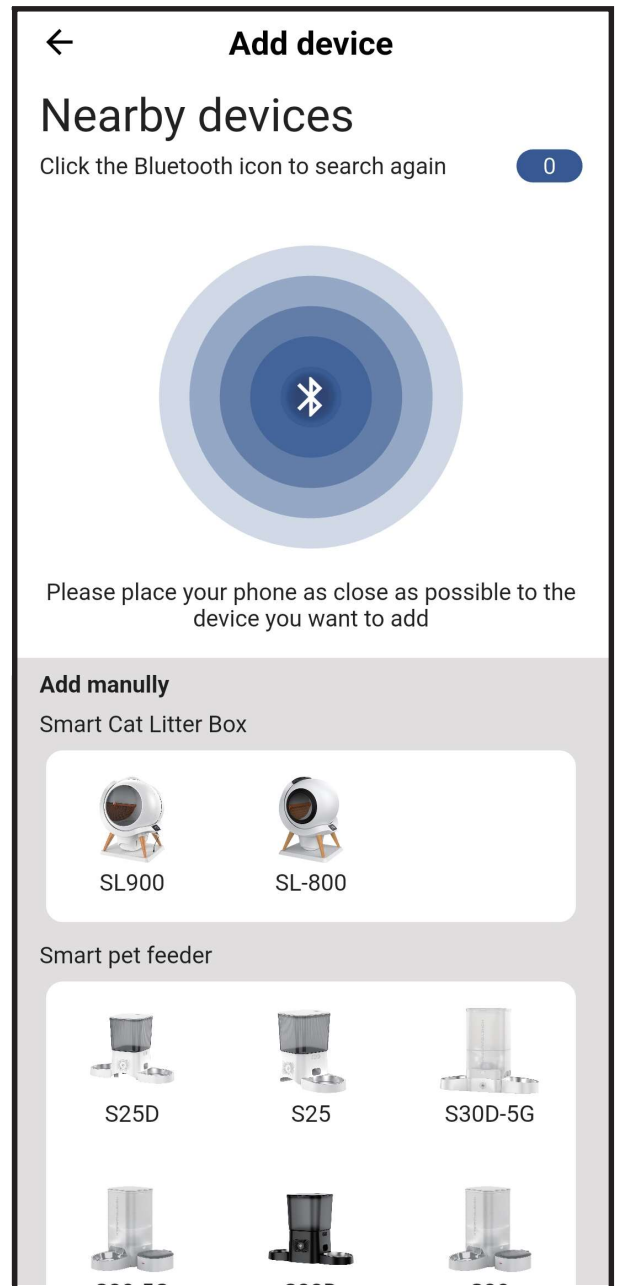 Add device
Nearby devices
Click the Bluetooth icon to search again
0
Please place your phone as close as possible to the
device you want to add
Add manully
Smart Cat Litter Box
SL900
SL-800
Smart pet feeder
S25D
S25
S30D-5G